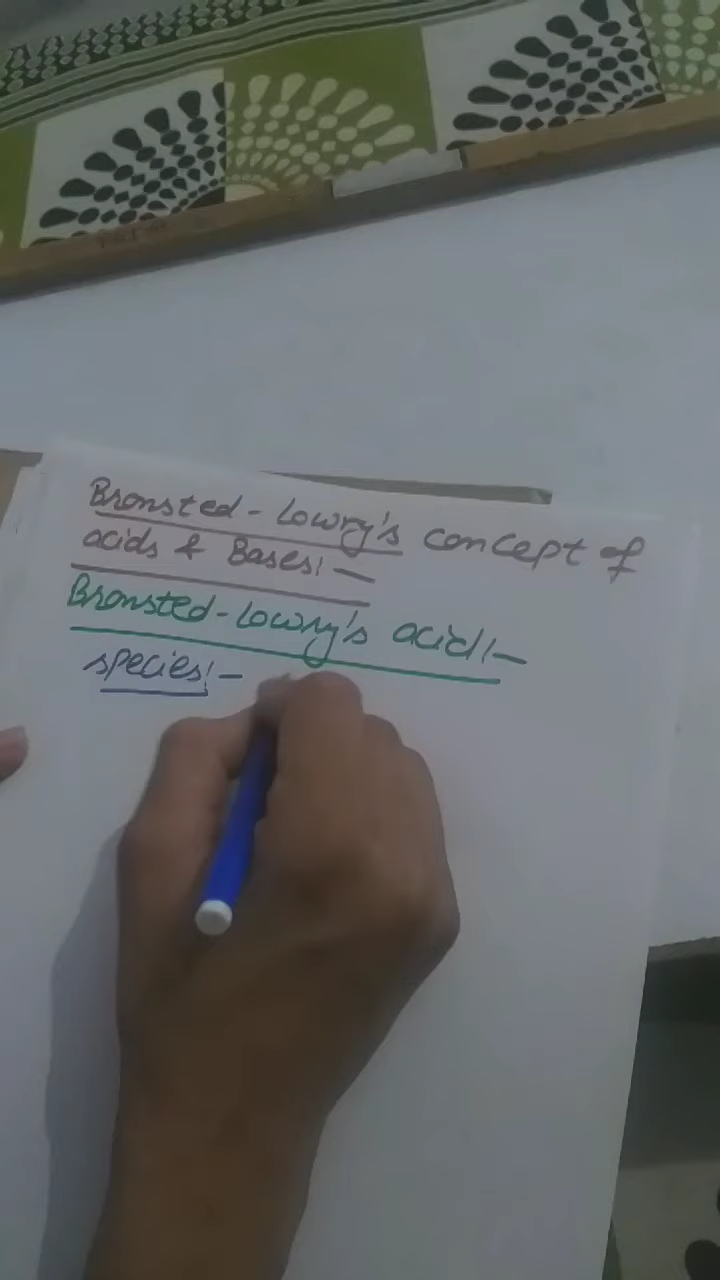 Bronsted-Lowry's concept of
acids & Bases:-
Bronsted-Lowry's acid:-
species:-